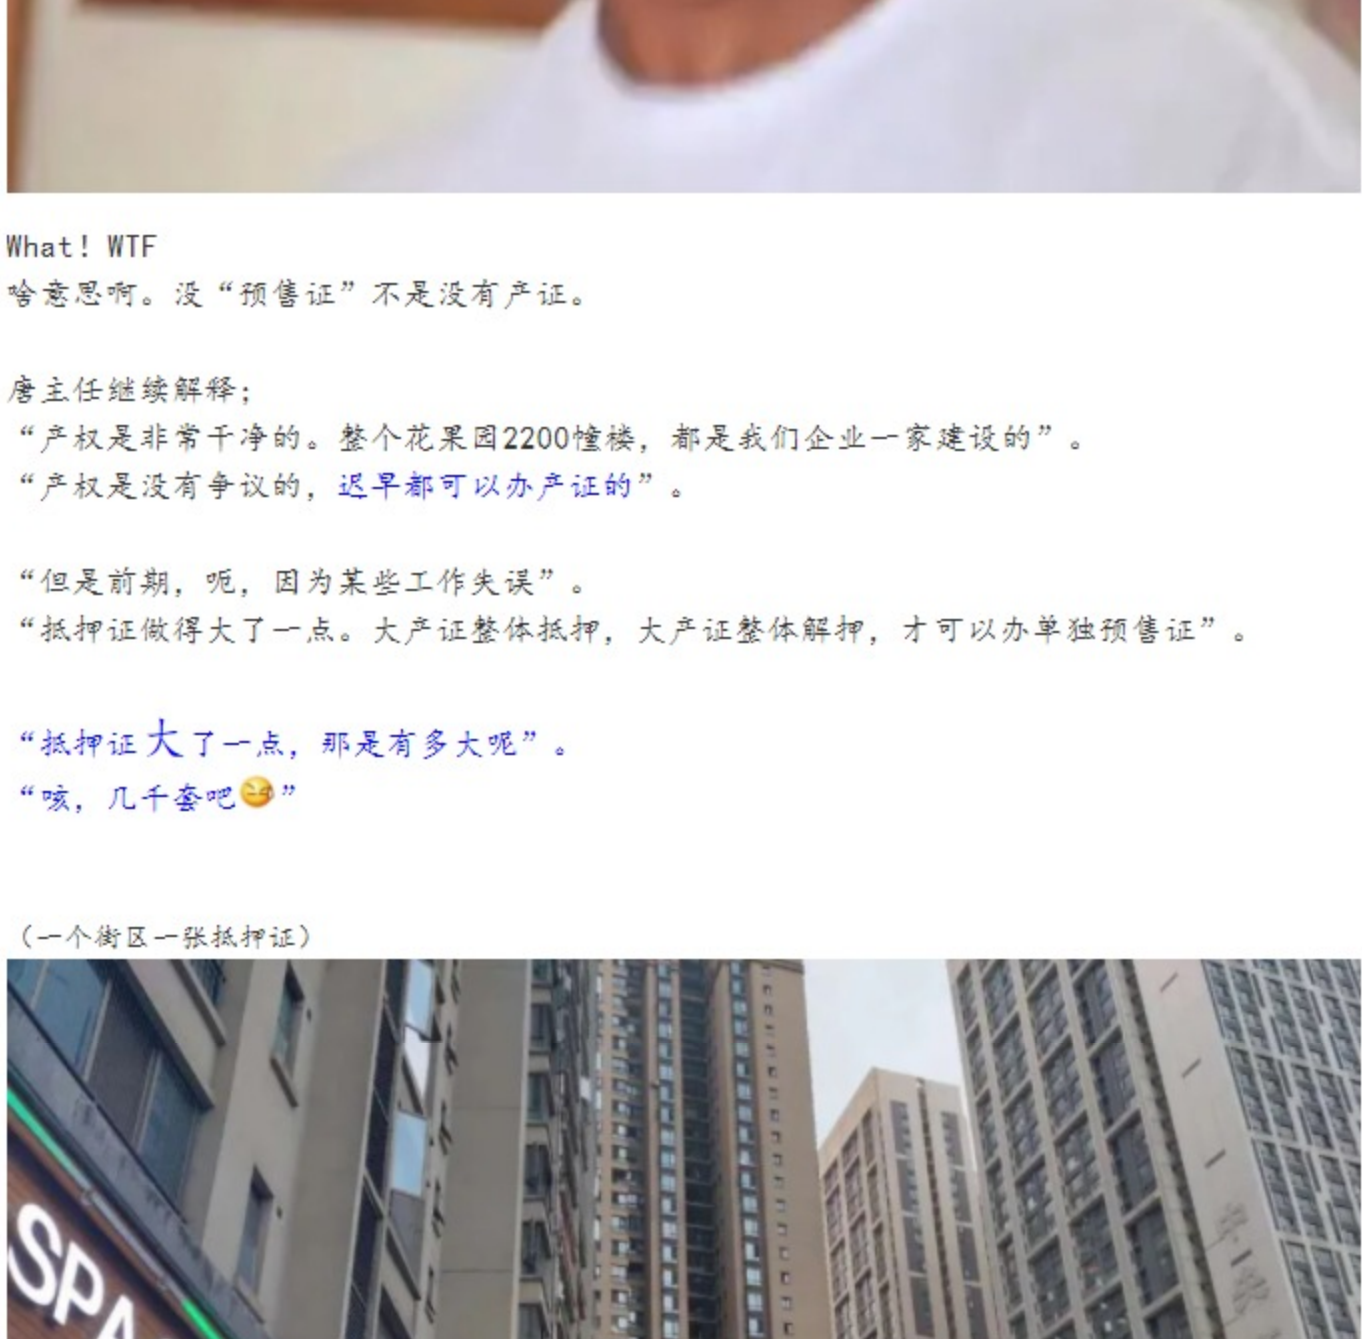 What！WTF
啥意思啊。没“预售证”不是没有产证。
唐主任继续解释；
“产权是非常干净的。整个花果园2200幢楼，都是我们企业一家建设的”。
“产权是没有争议的，迟早都可以办产证的”。
“但是前期，呃，因为某些工作失误”。
“抵押证做得大了一点。大产证整体抵押，大产证整体解押，才可以办单独预售证”。
“抵押证大了一点，那是有多大呢”。
“咳，几千套吧😆”
（一个街区一张抵押证）
SPA